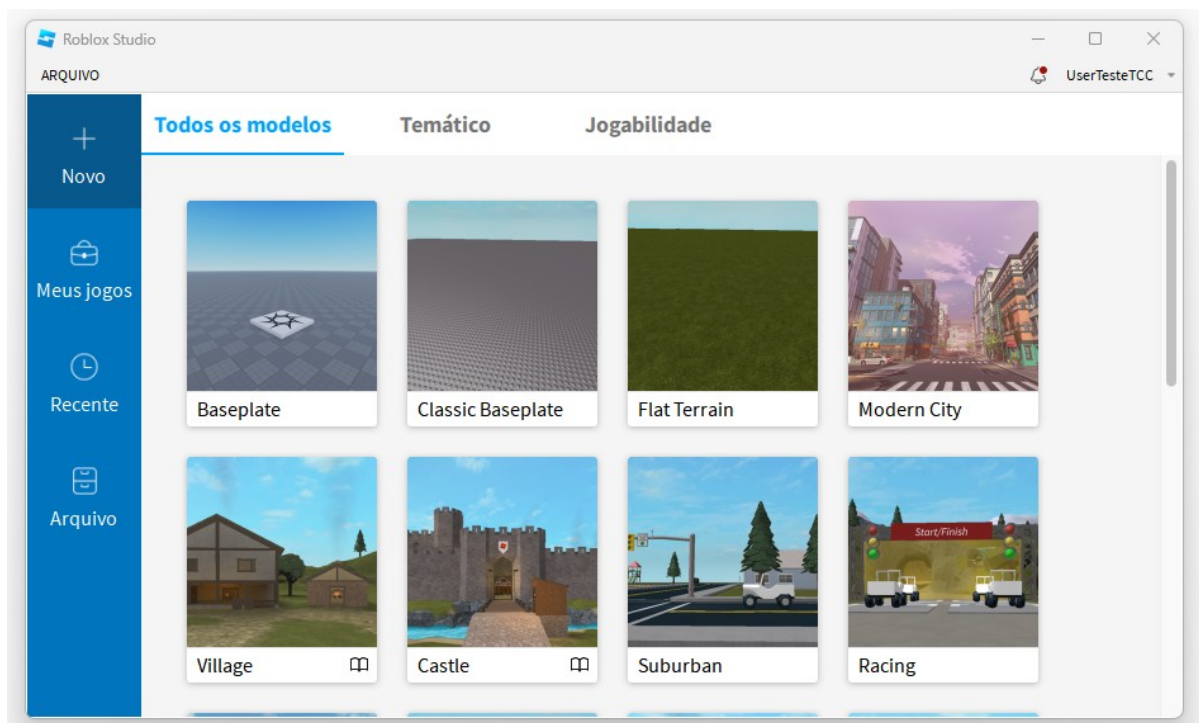 Roblox Studio
ARQUIVO
UserTesteTCC
Novo
Meus jogos
Recente
Arquivo
Todos os modelos Temático Jogabilidade
Baseplate Classic Baseplate Flat Terrain Modern City
Start/Finish
Village Castle Suburban Racing